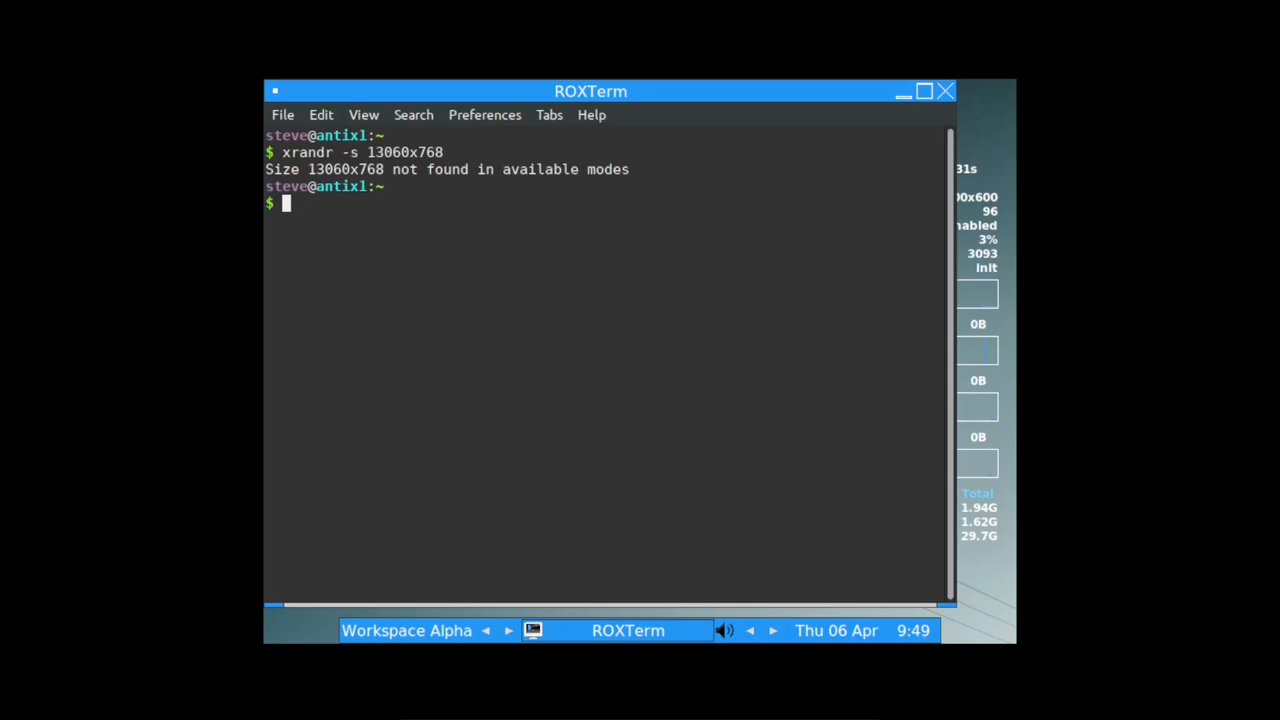 ROXTerm
File Edit View Search Preferences Tabs Help
steve@antix1:~
$ xrandr -s 13060x768
Size 13060x768 not found in available modes
steve@antix1:~
$
31s
00x600
96
nabled
3%
3093
init
0B
0B
0B
Total
1.94G
1.62G
29.7G
Workspace Alpha ROXTerm Thu 06 Apr 9:49